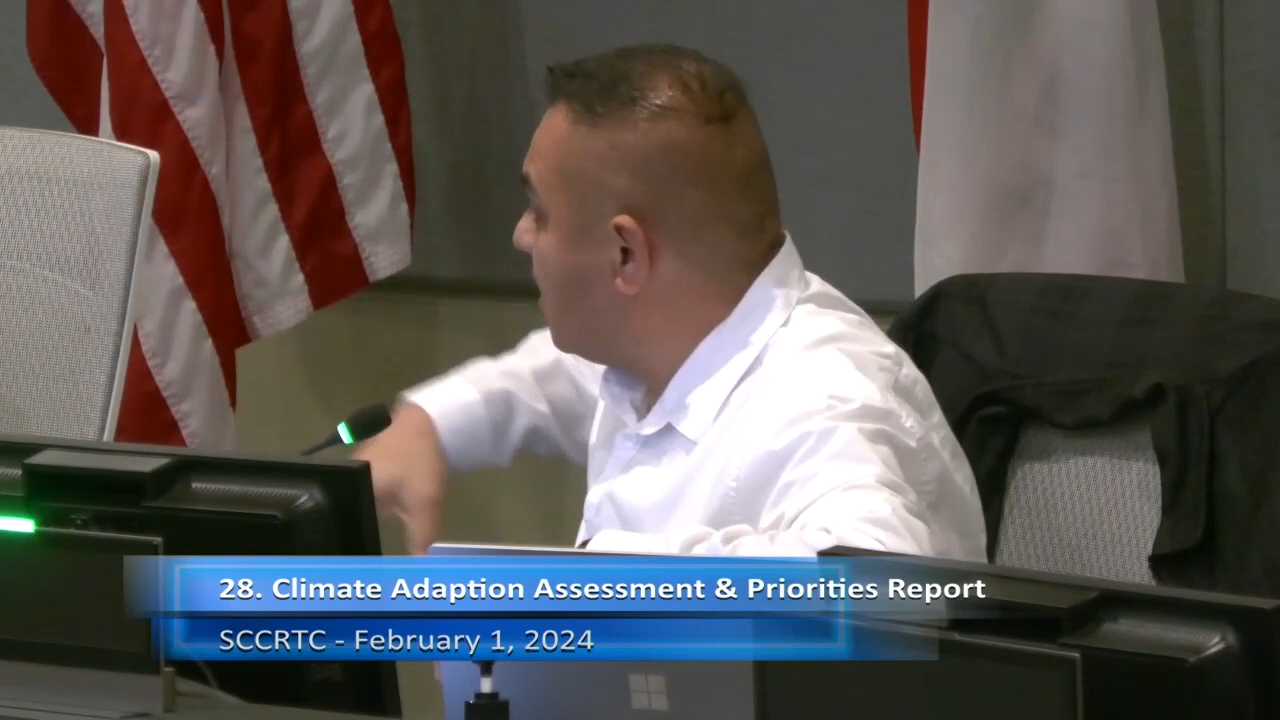 28. Climate Adaption Assessment & Priorities Report
SCCRTC - February 1, 2024